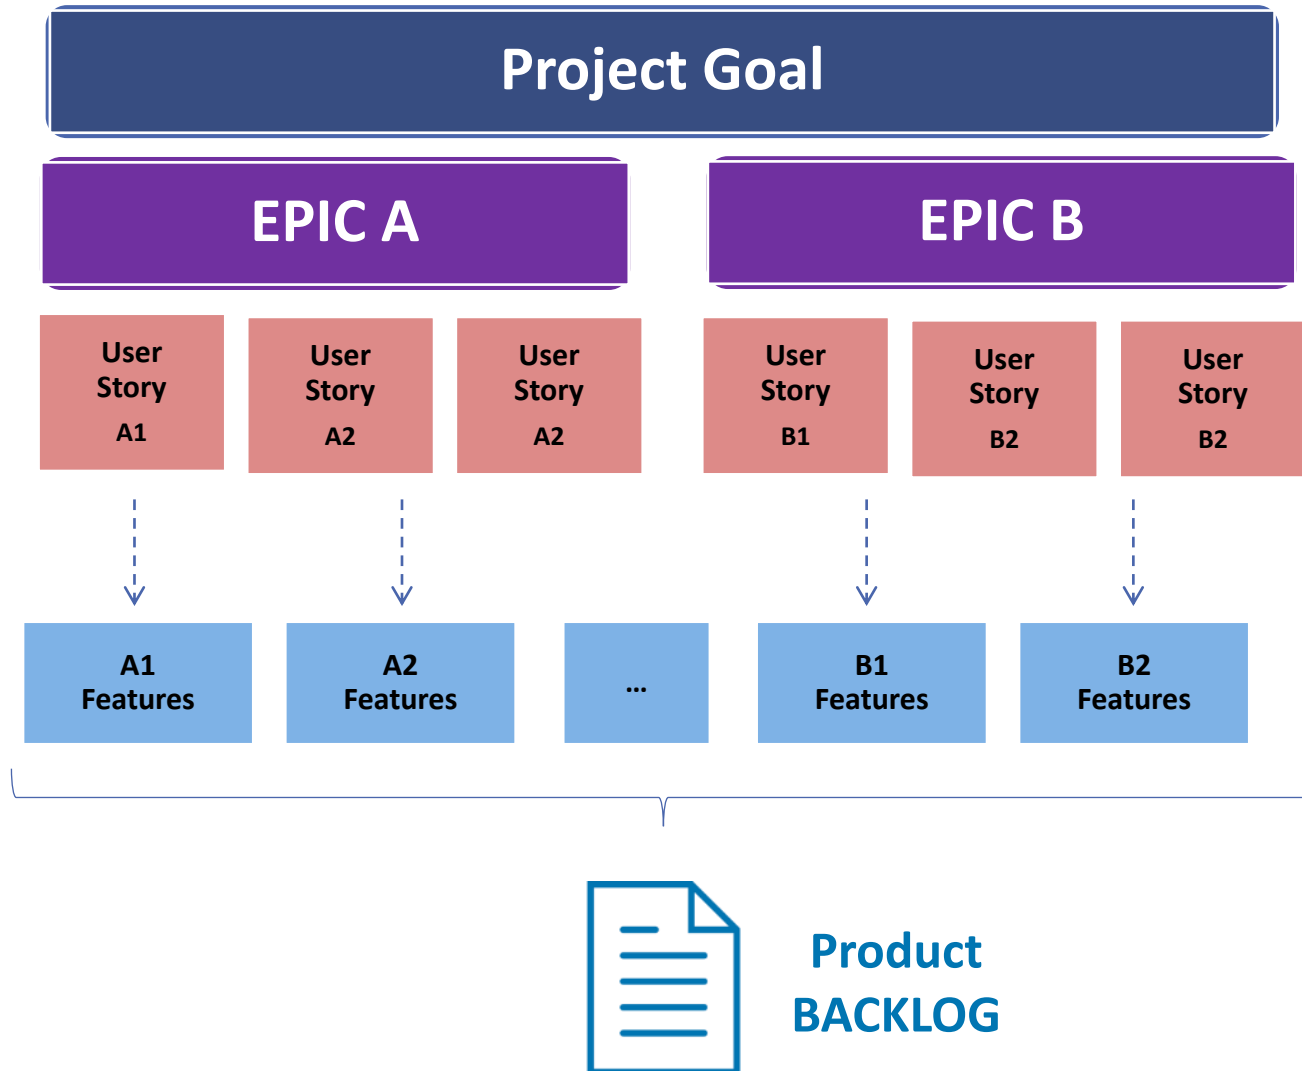 Project Goal
EPIC A
EPIC B
User
Story
A1
User
Story
A2
User
Story
A2
User
Story
B1
User
Story
B2
User
Story
B2
A1
Features
A2
Features
...
B1
Features
B2
Features
Product
BACKLOG